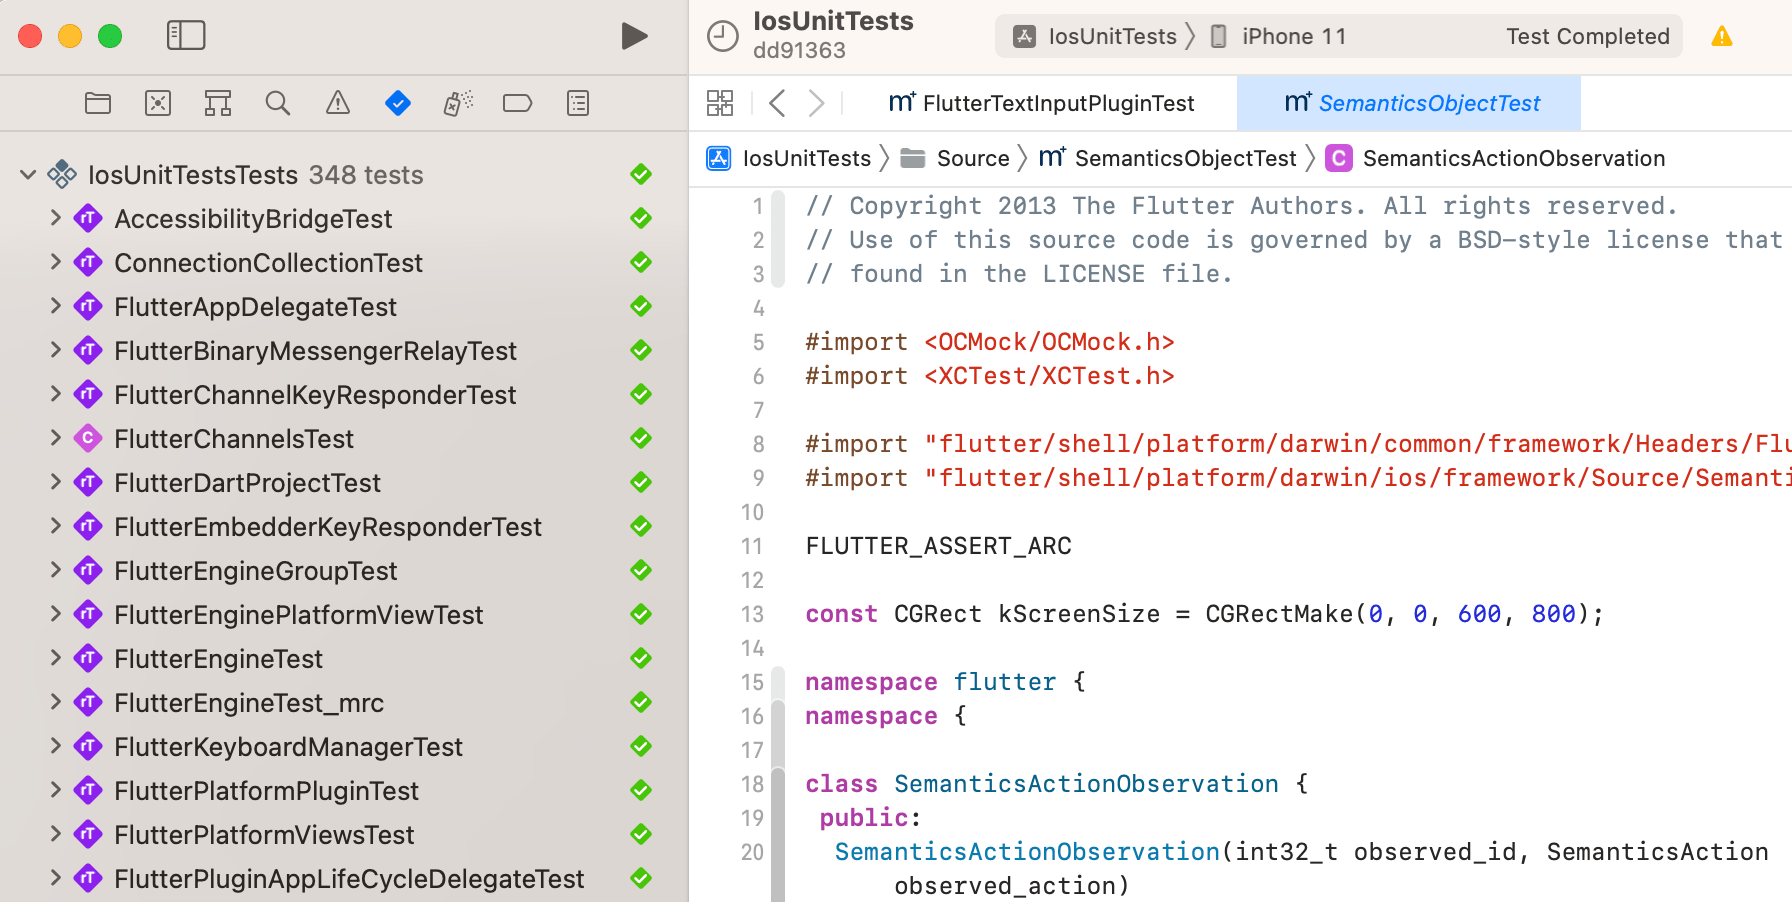 IosUnitTests
dd91363
IosUnitTests iPhone 11 Test Completed
FlutterTextInputPluginTest SemanticsObjectTest
IosUnitTests Source SemanticsObjectTest C SemanticsActionObservation
IosUnitTestsTests 348 tests
AccessibilityBridgeTest
ConnectionCollectionTest
FlutterAppDelegateTest
FlutterBinaryMessengerRelayTest
FlutterChannelKeyResponderTest
C FlutterChannelsTest
FlutterDartProjectTest
FlutterEmbedderKeyResponderTest
FlutterEngineGroupTest
FlutterEnginePlatformViewTest
FlutterEngineTest
FlutterEngineTest_mrc
FlutterKeyboardManagerTest
FlutterPlatformPluginTest
FlutterPlatformViewsTest
FlutterPluginAppLifeCycleDelegateTest
1 // Copyright 2013 The Flutter Authors. All rights reserved.
2 // Use of this source code is governed by a BSD-style license that
3 // found in the LICENSE file.
4
5 #import <OCMock/OCMock.h>
6 #import <XCTest/XCTest.h>
7
8 #import "flutter/shell/platform/darwin/common/framework/Headers/Flu
9 #import "flutter/shell/platform/darwin/ios/framework/Source/Semanti
10
11 FLUTTER_ASSERT_ARC
12
13 const CGRect kScreenSize = CGRectMake(0, 0, 600, 800);
14
15 namespace flutter {
16 namespace {
17
18 class SemanticsActionObservation {
19 public:
20 SemanticsActionObservation(int32_t observed_id, SemanticsAction
observed_action)